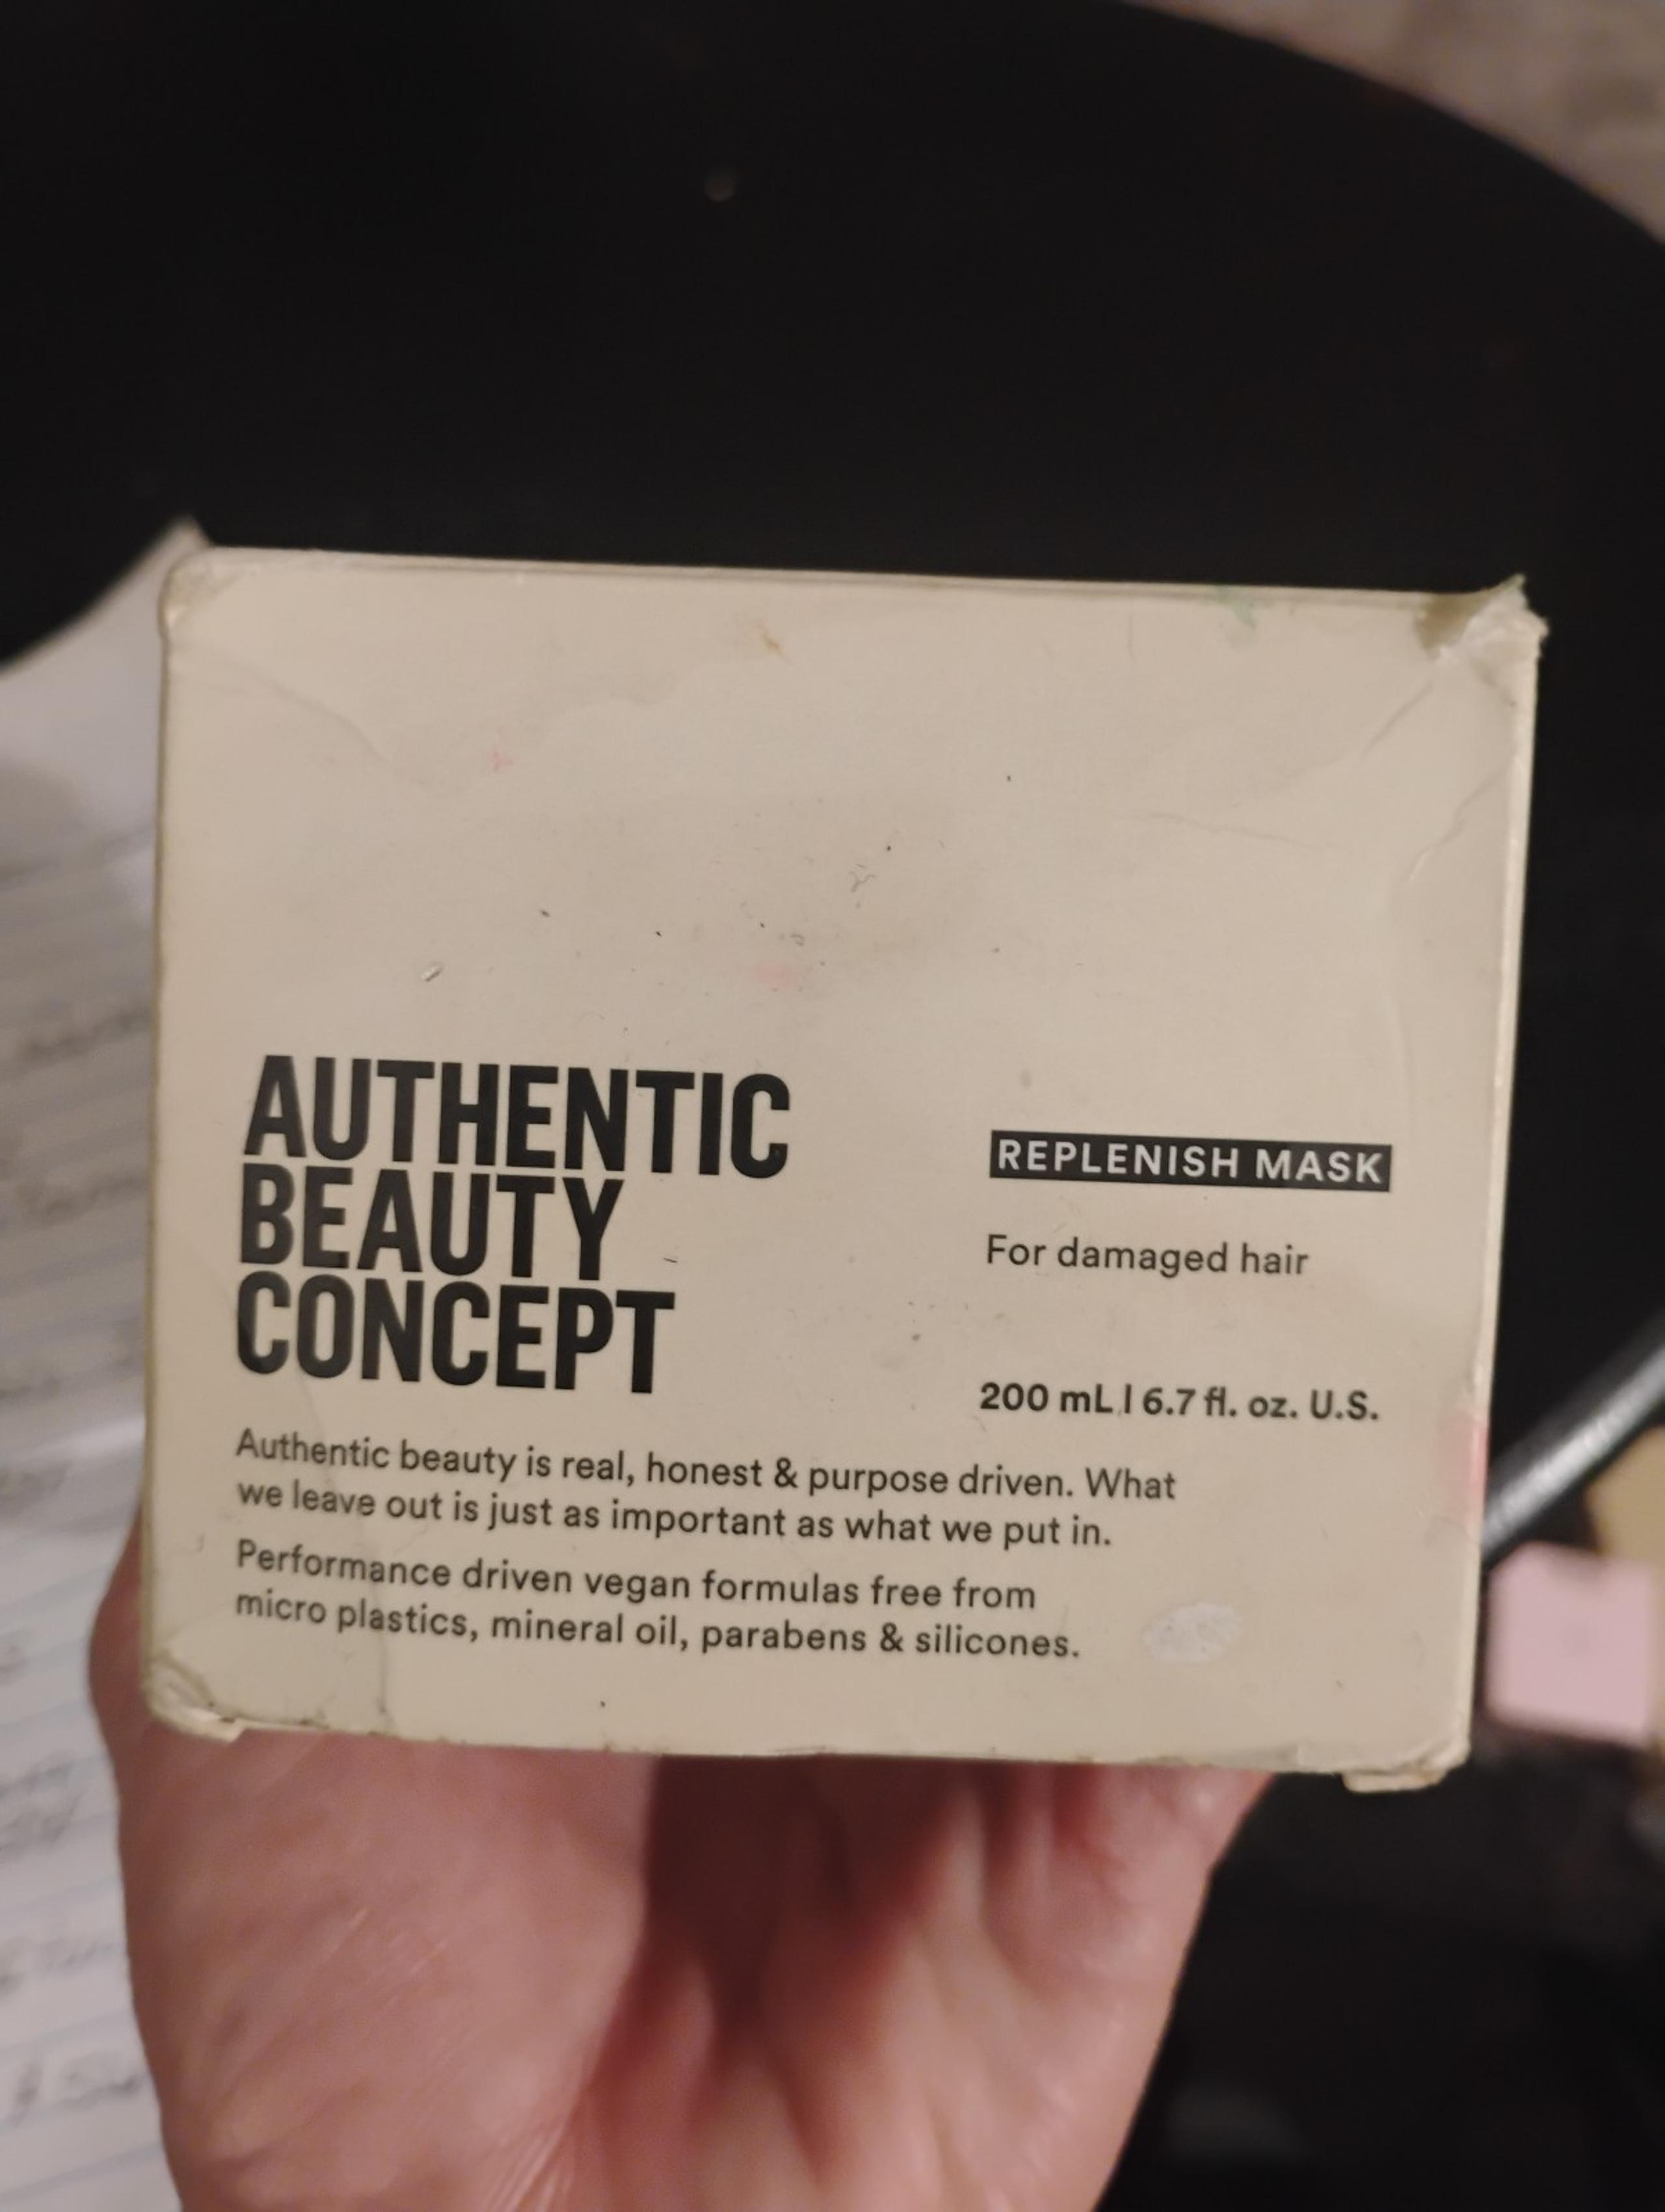 AUTHENTIC
BEAUTY
CONCEPT
REPLENISH MASK
For damaged hair
200 mL | 6.7 fl. oz. U.S.
Authentic beauty is real, honest & purpose driven. What
we leave out is just as important as what we put in.
Performance driven vegan formulas free from
micro plastics, mineral oil, parabens & silicones.